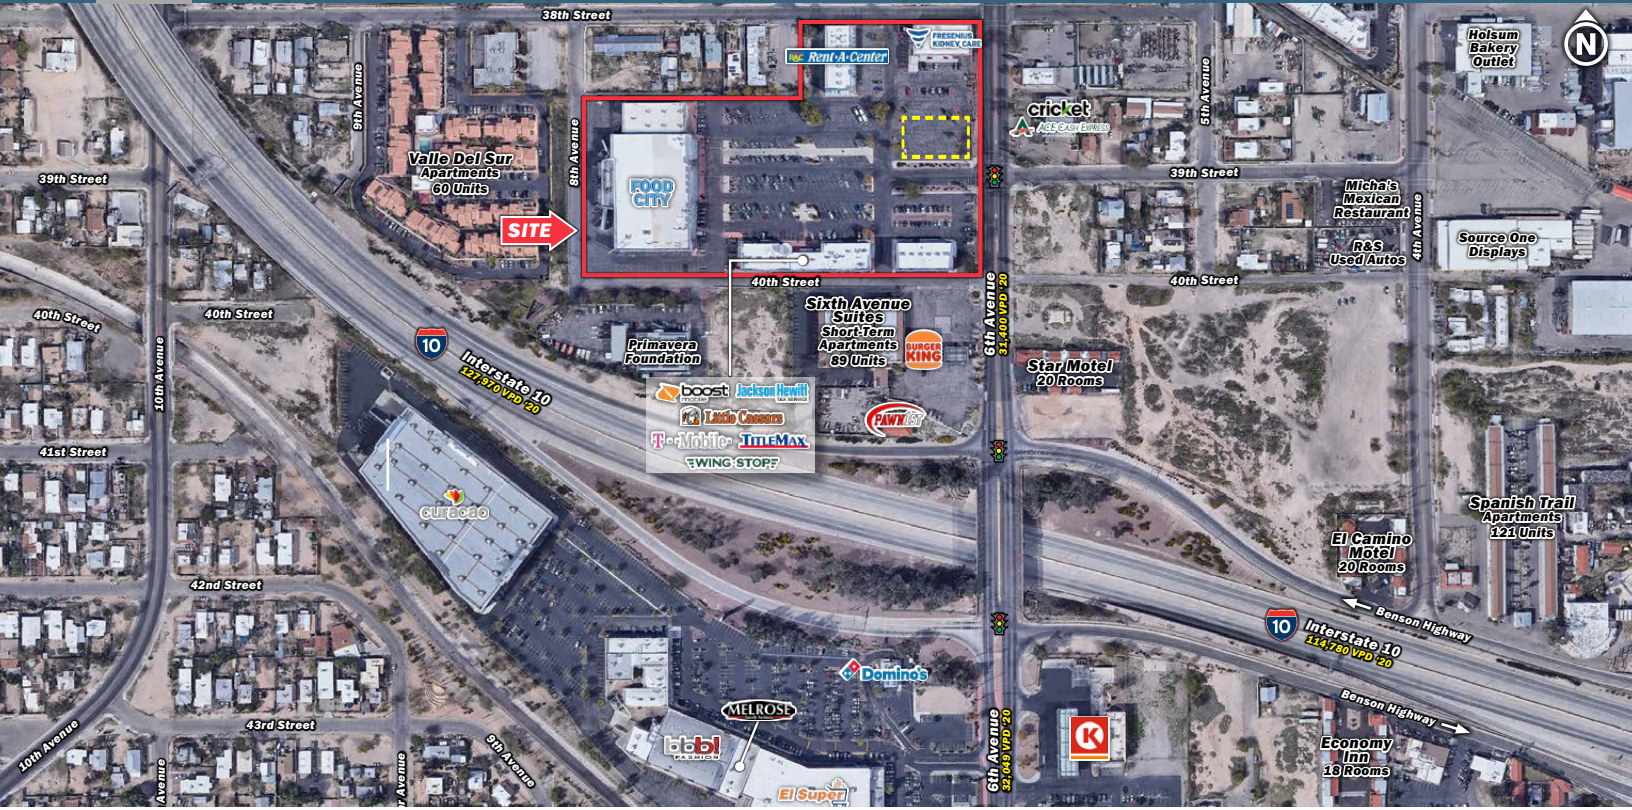 38th Street
Rent-A-Center
RAC
FRESENIUS
KIDNEY CARE
N
Holsum
Bakery
Outlet
9th Avenue
8th Avenue
5th Avenue
cricket
ACE CASH EXPRESS
Valle Del Sur
Apartments
60 Units
39th Street
39th Street
FOOD
CITY
SITE
Micha's
Mexican
Restaurant
4th Avenue
R&S
Used Autos
Source One
Displays
40th Street
40th Street
40th Street
40th Street
6th Avenue
31,400 VPD '20
Sixth Avenue
Suites
Short-Term
Apartments
89 Units
BURGER
KING
Primavera
Foundation
10
Interstate 10
127,970 VPD '20
10th Avenue
Star Motel
20 Rooms
boost
mobile
Jackson Hewitt
TAX SERVICE
Little Caesars
T-Mobile
TITLEMAX
WING·STOP
PAWN1ST
41st Street
curacao
Spanish Trail
Apartments
121 Units
El Camino
Motel
20 Rooms
42nd Street
Benson Highway
10
Interstate 10
114,780 VPD '20
Domino's
Benson Highway
MELROSE
bbb!
FASHION
El Super
6th Avenue
32,049 VPD '20
K
Economy
Inn
18 Rooms
43rd Street
10th Avenue
9th Avenue
Avenue
Avenue